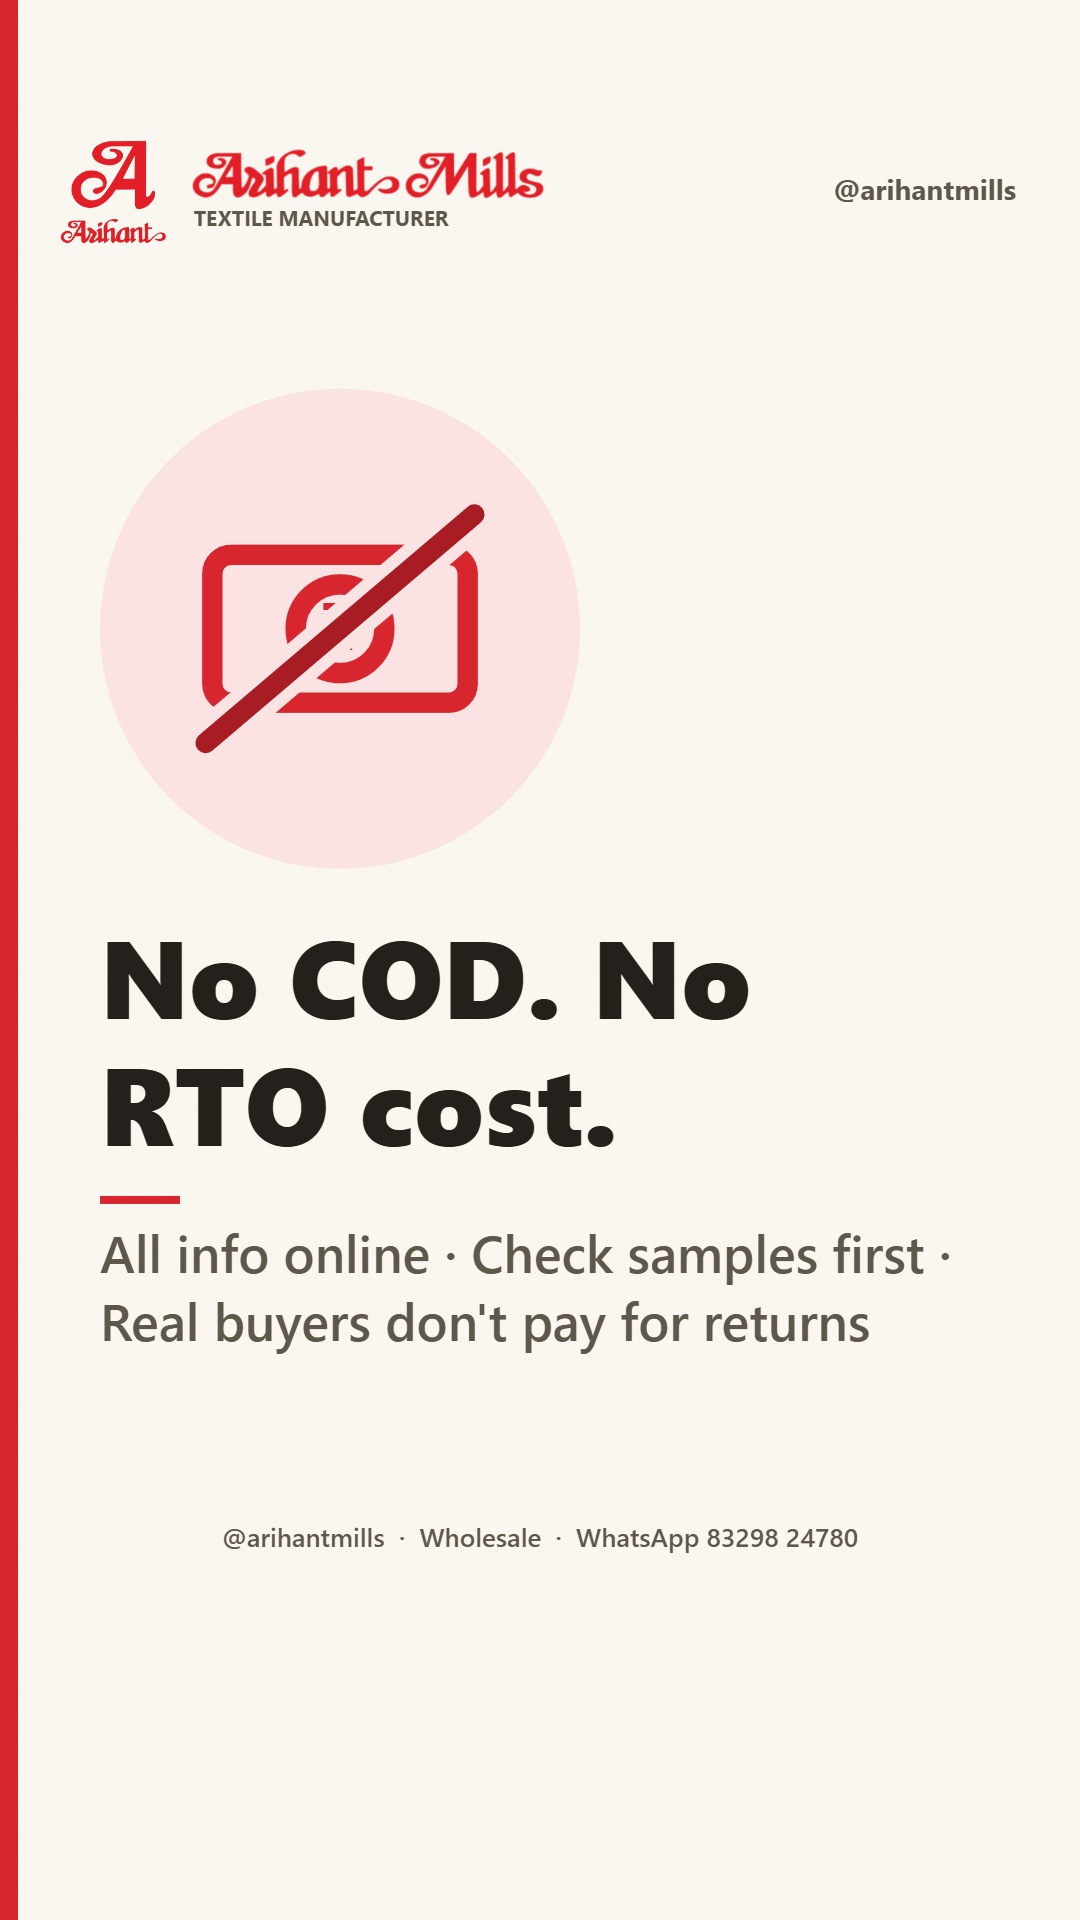 A
Arihant
Arihant Mills
TEXTILE MANUFACTURER
@arihantmills
No COD. No
RTO cost.
All info online · Check samples first ·
Real buyers don't pay for returns
@arihantmills · Wholesale · WhatsApp 83298 24780